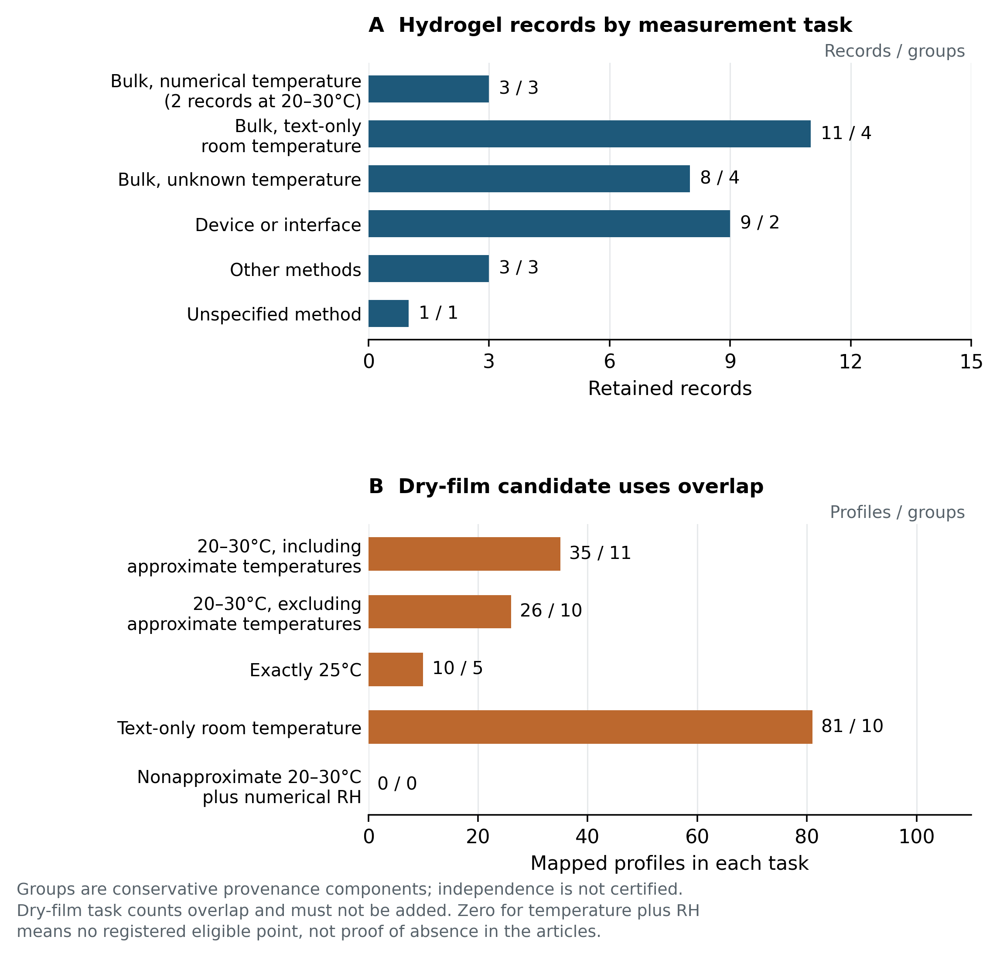 A Hydrogel records by measurement task
Records / groups
Bulk, numerical temperature
(2 records at 20–30°C)
3 / 3
Bulk, text-only
room temperature
11 / 4
Bulk, unknown temperature
8 / 4
Device or interface
9 / 2
Other methods
3 / 3
Unspecified method
1 / 1
0 3 6 9 12 15
Retained records
B Dry-film candidate uses overlap
Profiles / groups
20–30°C, including
approximate temperatures
35 / 11
20–30°C, excluding
approximate temperatures
26 / 10
Exactly 25°C
10 / 5
Text-only room temperature
81 / 10
Nonapproximate 20–30°C
plus numerical RH
0 / 0
0 20 40 60 80 100
Mapped profiles in each task
Groups are conservative provenance components; independence is not certified.
Dry-film task counts overlap and must not be added. Zero for temperature plus RH
means no registered eligible point, not proof of absence in the articles.